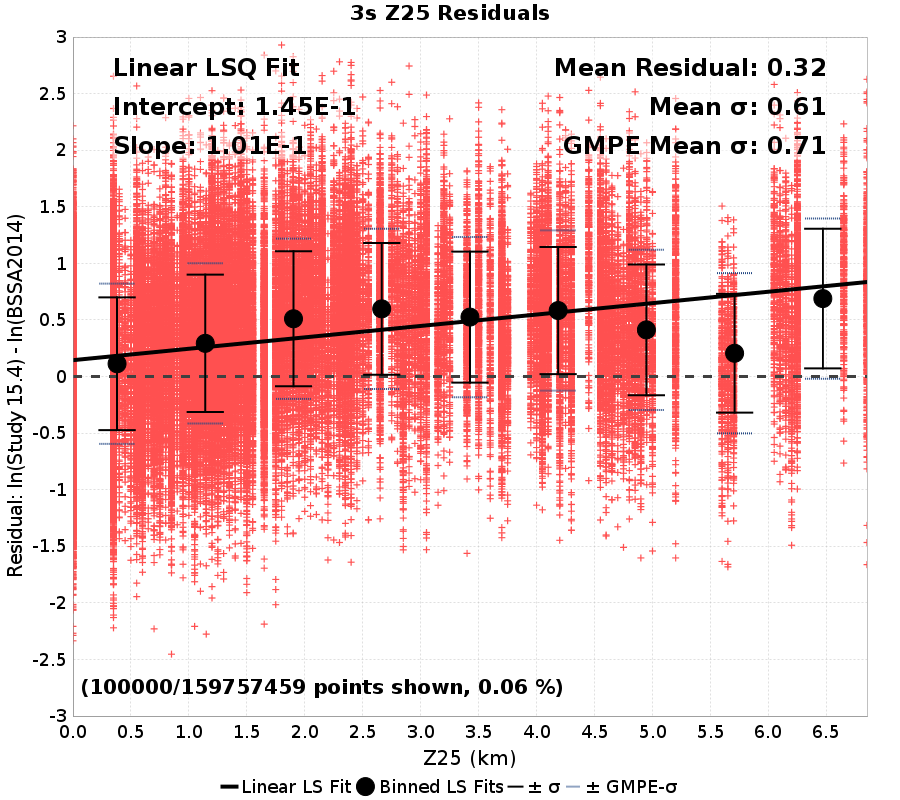 3s Z25 Residuals
Linear LSQ Fit
Intercept: 1.45E-1
Slope: 1.01E-1
Mean Residual: 0.32
Mean σ: 0.61
GMPE Mean σ: 0.71
Residual: ln(Study 15.4) - ln(BSSA2014)
3
2.5
2
1.5
1
0.5
0
-0.5
-1
-1.5
-2
-2.5
-3
(100000/159757459 points shown, 0.06 %)
0.0 0.5 1.0 1.5 2.0 2.5 3.0 3.5 4.0 4.5 5.0 5.5 6.0 6.5
Z25 (km)
Linear LS Fit Binned LS Fits ± σ ± GMPE-σ